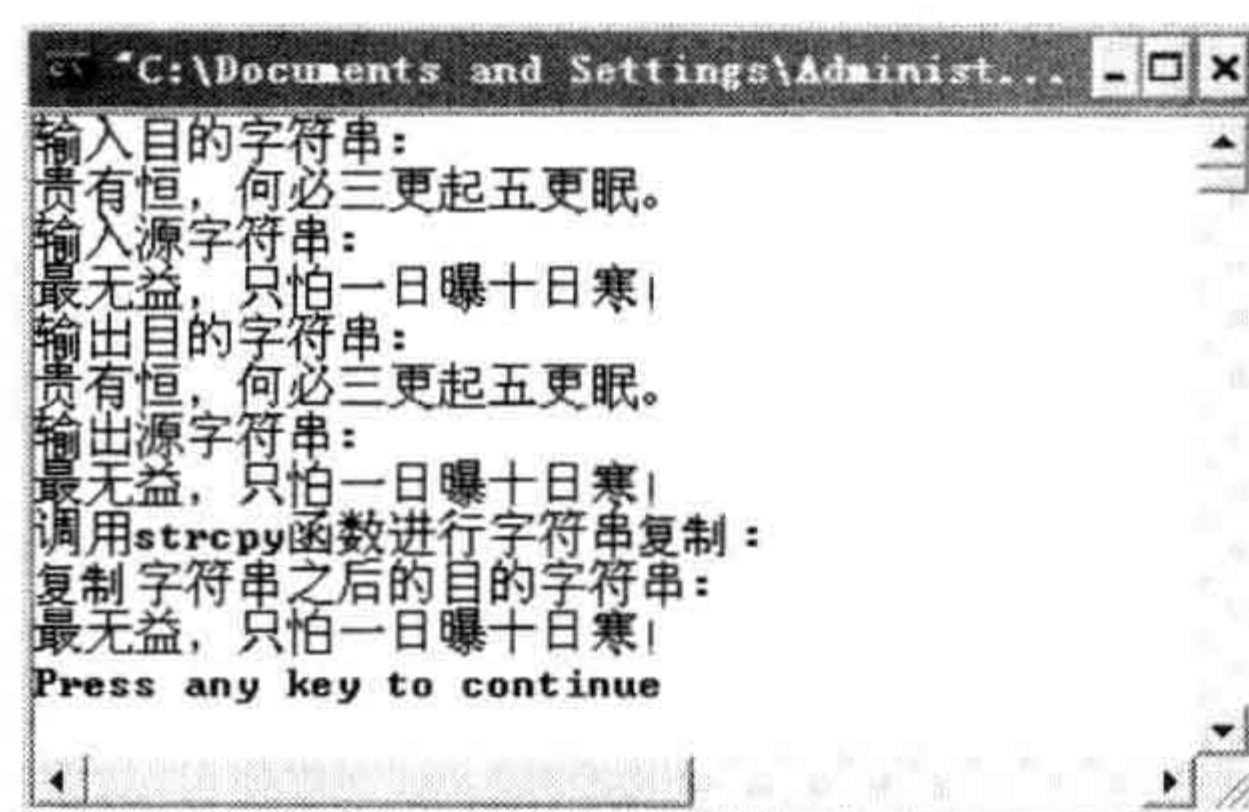 "C:\Documents and Settings\Administ...
输入目的字符串:
贵有恒，何必三更起五更眠。
输入源字符串:
最无益，只怕一日曝十日寒!
输出目的字符串:
贵有恒，何必三更起五更眠。
输出源字符串:
最无益，只怕一日曝十日寒!
调用strcpy函数进行字符串复制:
复制字符串之后的目的字符串:
最无益，只怕一日曝十日寒!
Press any key to continue